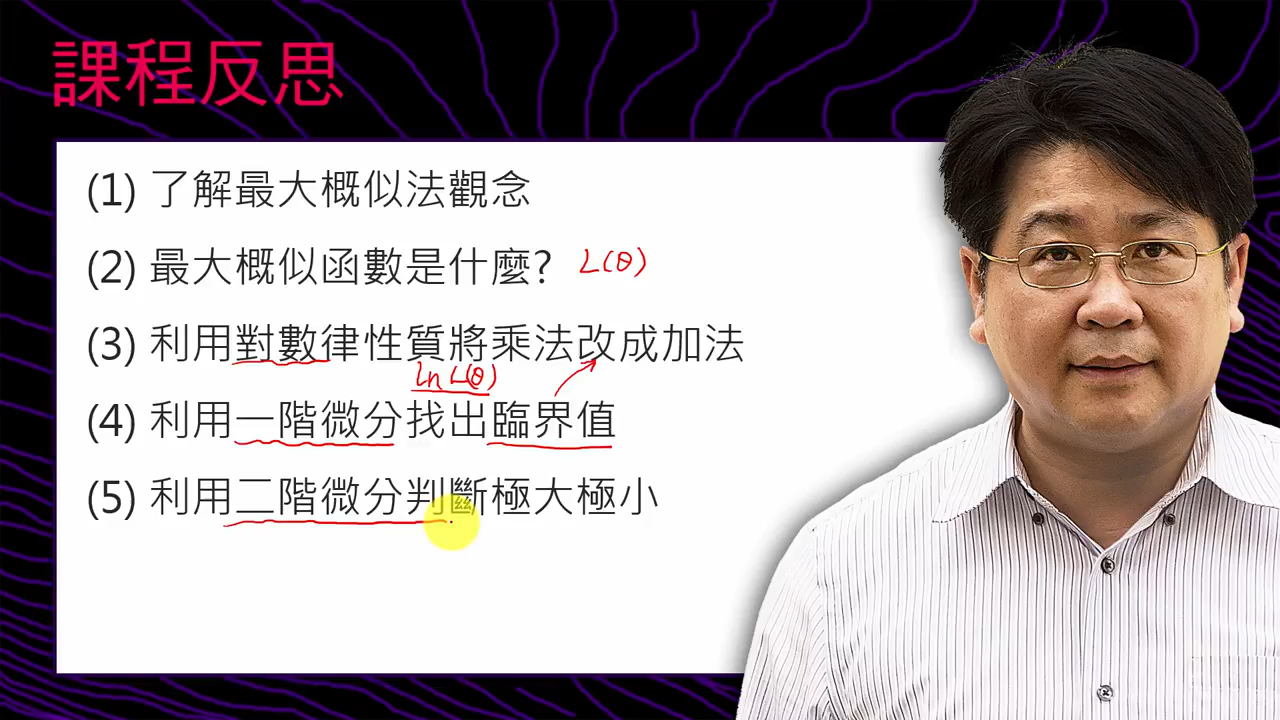 課程反思
(1) 了解最大概似法觀念
(2) 最大概似函數是什麼? L(θ)
(3) 利用對數律性質將乘法改成加法
ln L(θ)
(4) 利用一階微分找出臨界值
(5) 利用二階微分判斷極大極小